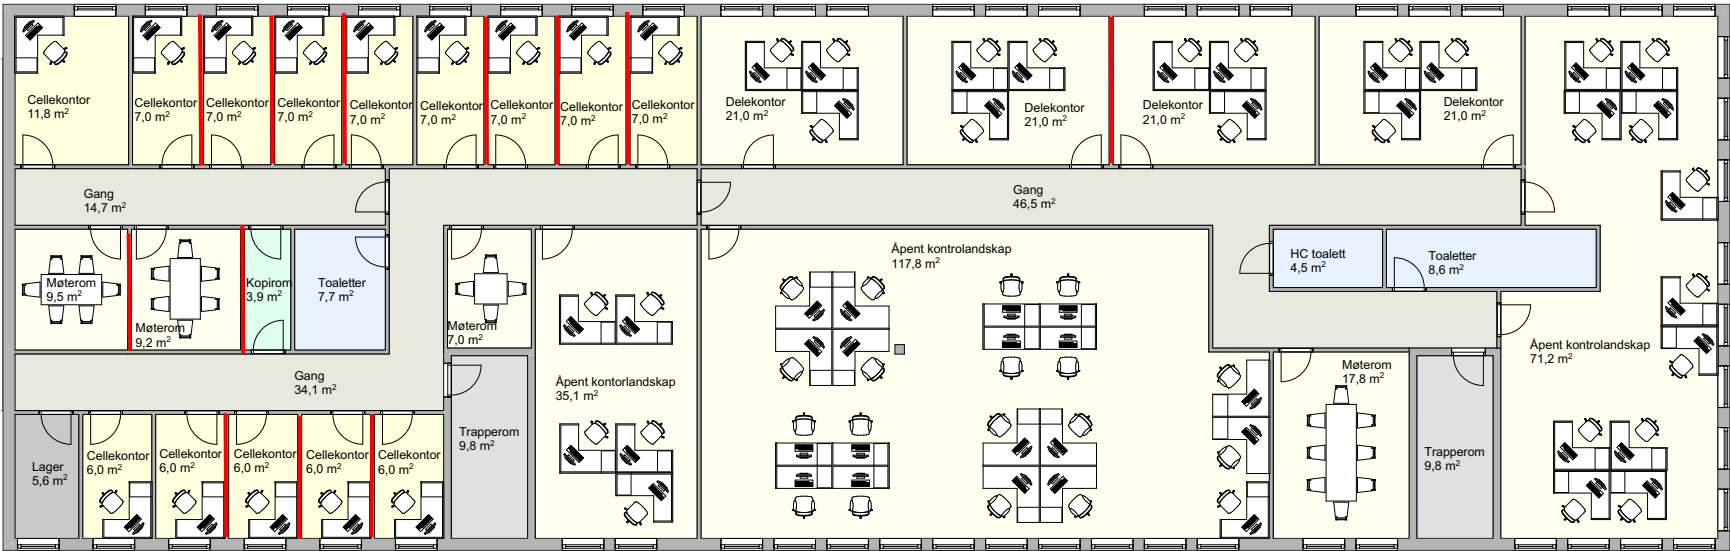 Cellekontor
11,8 m²
Cellekontor
7,0 m²
Cellekontor
7,0 m²
Cellekontor
7,0 m²
Cellekontor
7,0 m²
Cellekontor
7,0 m²
Cellekontor
7,0 m²
Cellekontor
7,0 m²
Cellekontor
7,0 m²
Delekontor
21,0 m²
Delekontor
21,0 m²
Delekontor
21,0 m²
Delekontor
21,0 m²
Gang
14,7 m²
Gang
46,5 m²
Møterom
9,5 m²
Møterom
9,2 m²
Kopirom
3,9 m²
Toaletter
7,7 m²
Møterom
7,0 m²
Åpent kontrolandskap
117,8 m²
HC toalett
4,5 m²
Toaletter
8,6 m²
Åpent kontrolandskap
71,2 m²
Gang
34,1 m²
Åpent kontorlandskap
35,1 m²
Møterom
17,8 m²
Lager
5,6 m²
Cellekontor
6,0 m²
Cellekontor
6,0 m²
Cellekontor
6,0 m²
Cellekontor
6,0 m²
Cellekontor
6,0 m²
Trapperom
9,8 m²
Trapperom
9,8 m²